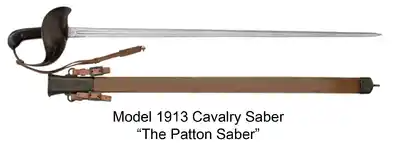 Model 1913 Cavalry Saber
“The Patton Saber”